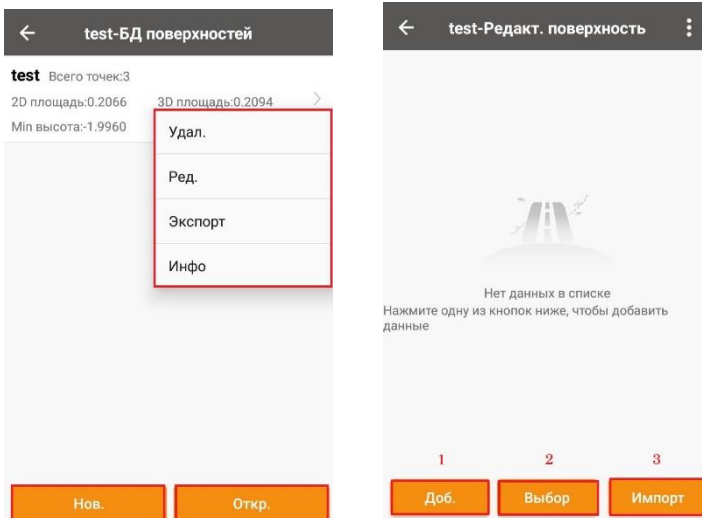 test-БД поверхностей
test Всего точек:3
2D площадь:0.2066 3D площадь:0.2094
Min высота:-1.9960
Удал.
Ред.
Экспорт
Инфо
Нов.
Откр.
test-Редакт. поверхность
Нет данных в списке
Нажмите одну из кнопок ниже, чтобы добавить
данные
1 2 3
Доб. Выбор Импорт